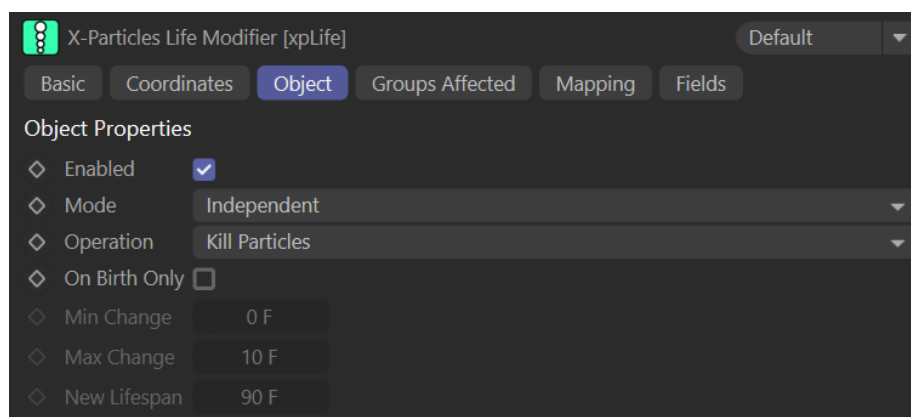 X-Particles Life Modifier [xpLife] Default
Basic Coordinates Object Groups Affected Mapping Fields
Object Properties
Enabled
Mode Independent
Operation Kill Particles
On Birth Only
Min Change 0 F
Max Change 10 F
New Lifespan 90 F